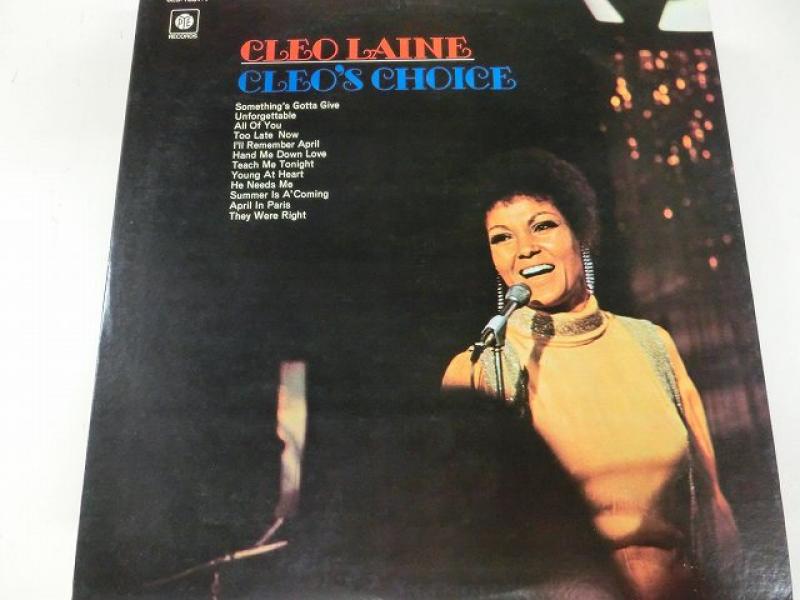 PYE
RECORDS
CLEO LAINE
CLEO'S CHOICE
Something's Gotta Give
Unforgettable
All Of You
Too Late Now
I'll Remember April
Hand Me Down Love
Teach Me Tonight
Young At Heart
He Needs Me
Summer Is A'Coming
April In Paris
They Were Right